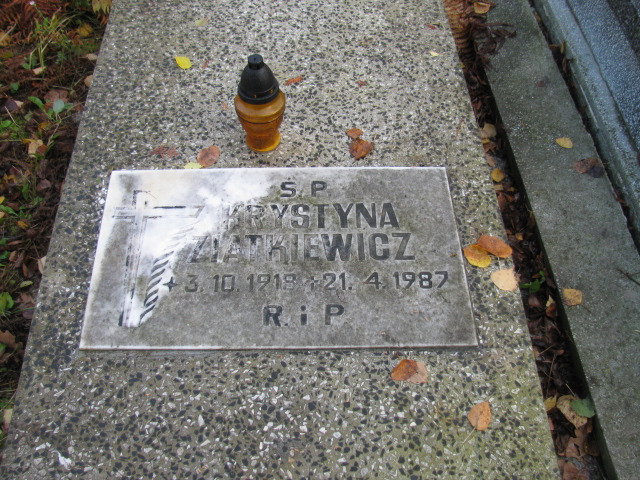 Ś P
KRYSTYNA
ZIATKIEWICZ
+ 3. 10. 1918 + 21. 4. 1987
R. i P